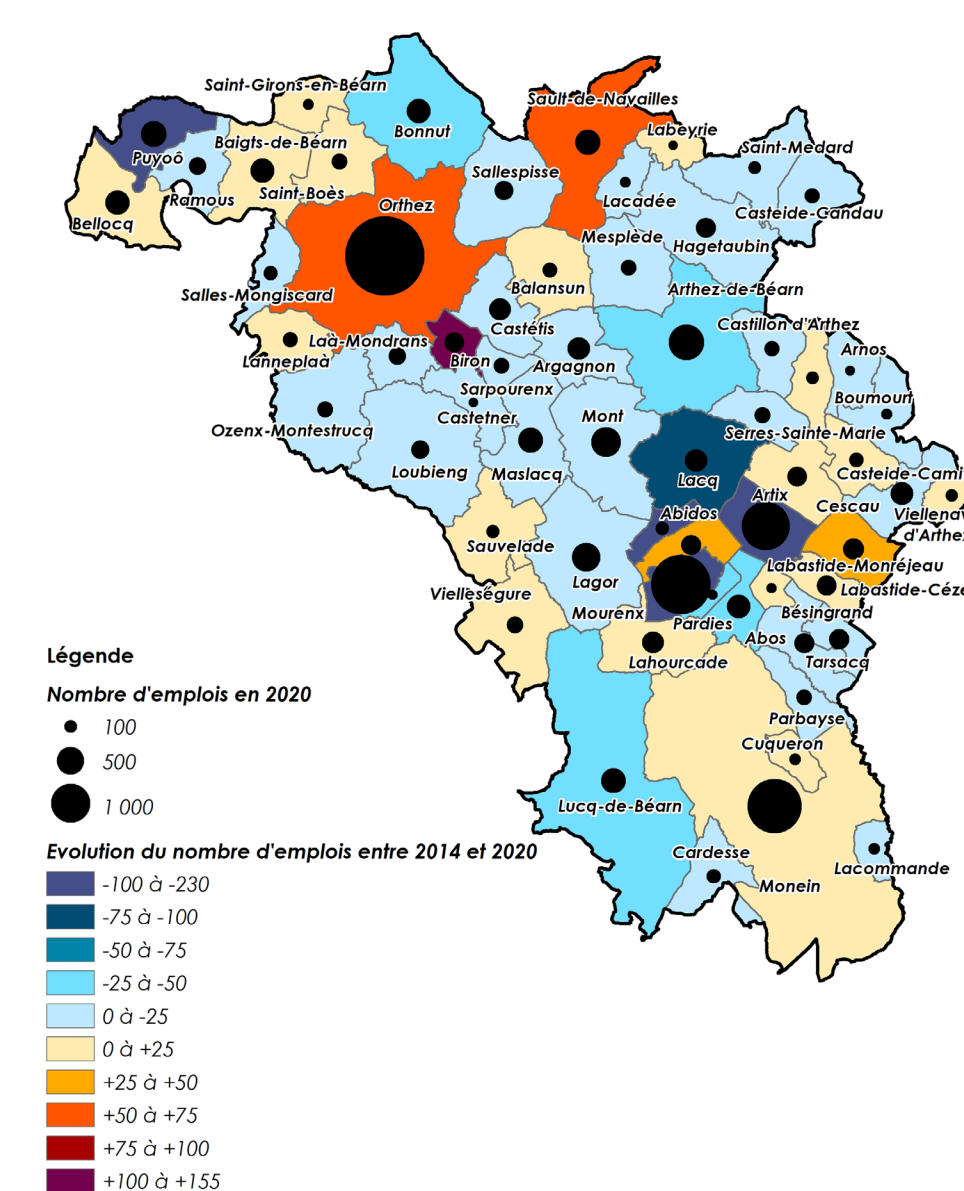 Saint-Girons-en-Béarn
Sault-de-Navailles
Bonnut
Labeyrie
Puyoô
Baigts-de-Béarn
Saint-Médard
Sallespisse
Ramous
Saint-Boès
Lacadée
Orthez
Bellocq
Casteide-Candau
Mesplède
Hagetaubin
Balansun
Arthez-de-Béarn
Salles-Mongiscard
Castétis
Castillon d'Arthez
Laà-Mondrans
Arnos
Lanneplaà
Biron
Argagnon
Sarpourenx
Boumourt
Castetner
Mont
Ozenx-Montestrucq
Serres-Sainte-Marie
Loubieng
Maslacq
Lacq
Casteide-Cami
Artix
Cescau
Abidos
Viellenav
d'Arthez
Sauvelade
Labastide-Monréjeau
Lagor
Labastide-Céze
Vielleségure
Mourenx
Bésingrand
Pardies
Abos
Lahourcade
Tarsacq
Parbayse
Cuqueron
Lucq-de-Béarn
Cardesse
Lacommande
Monein
Légende
Nombre d'emplois en 2020
100
500
1 000
Evolution du nombre d'emplois entre 2014 et 2020
-100 à -230
-75 à -100
-50 à -75
-25 à -50
0 à -25
0 à +25
+25 à +50
+50 à +75
+75 à +100
+100 à +155